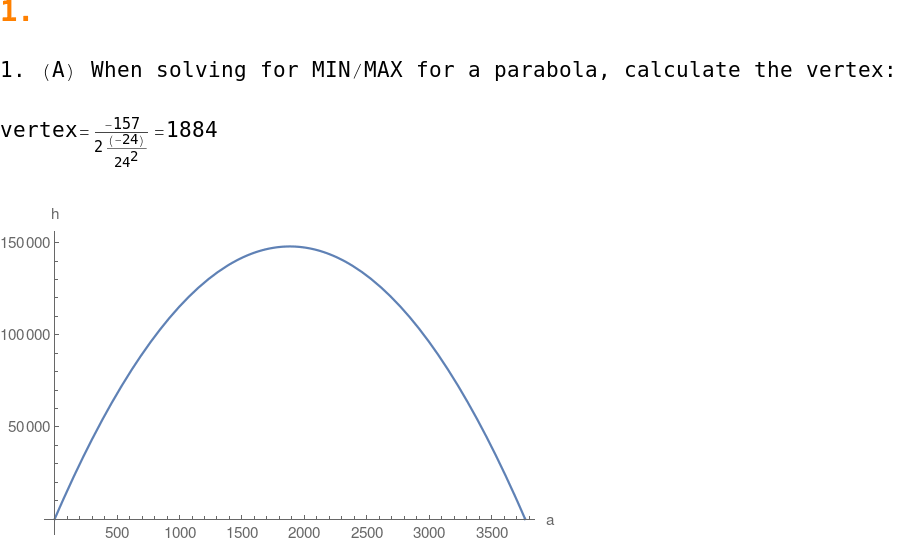 1.
1. (A) When solving for MIN/MAX for a parabola, calculate the vertex:
vertex= -157 / (2 (-24)/24²) =1884
h
150 000
100 000
50 000
500 1000 1500 2000 2500 3000 3500 a